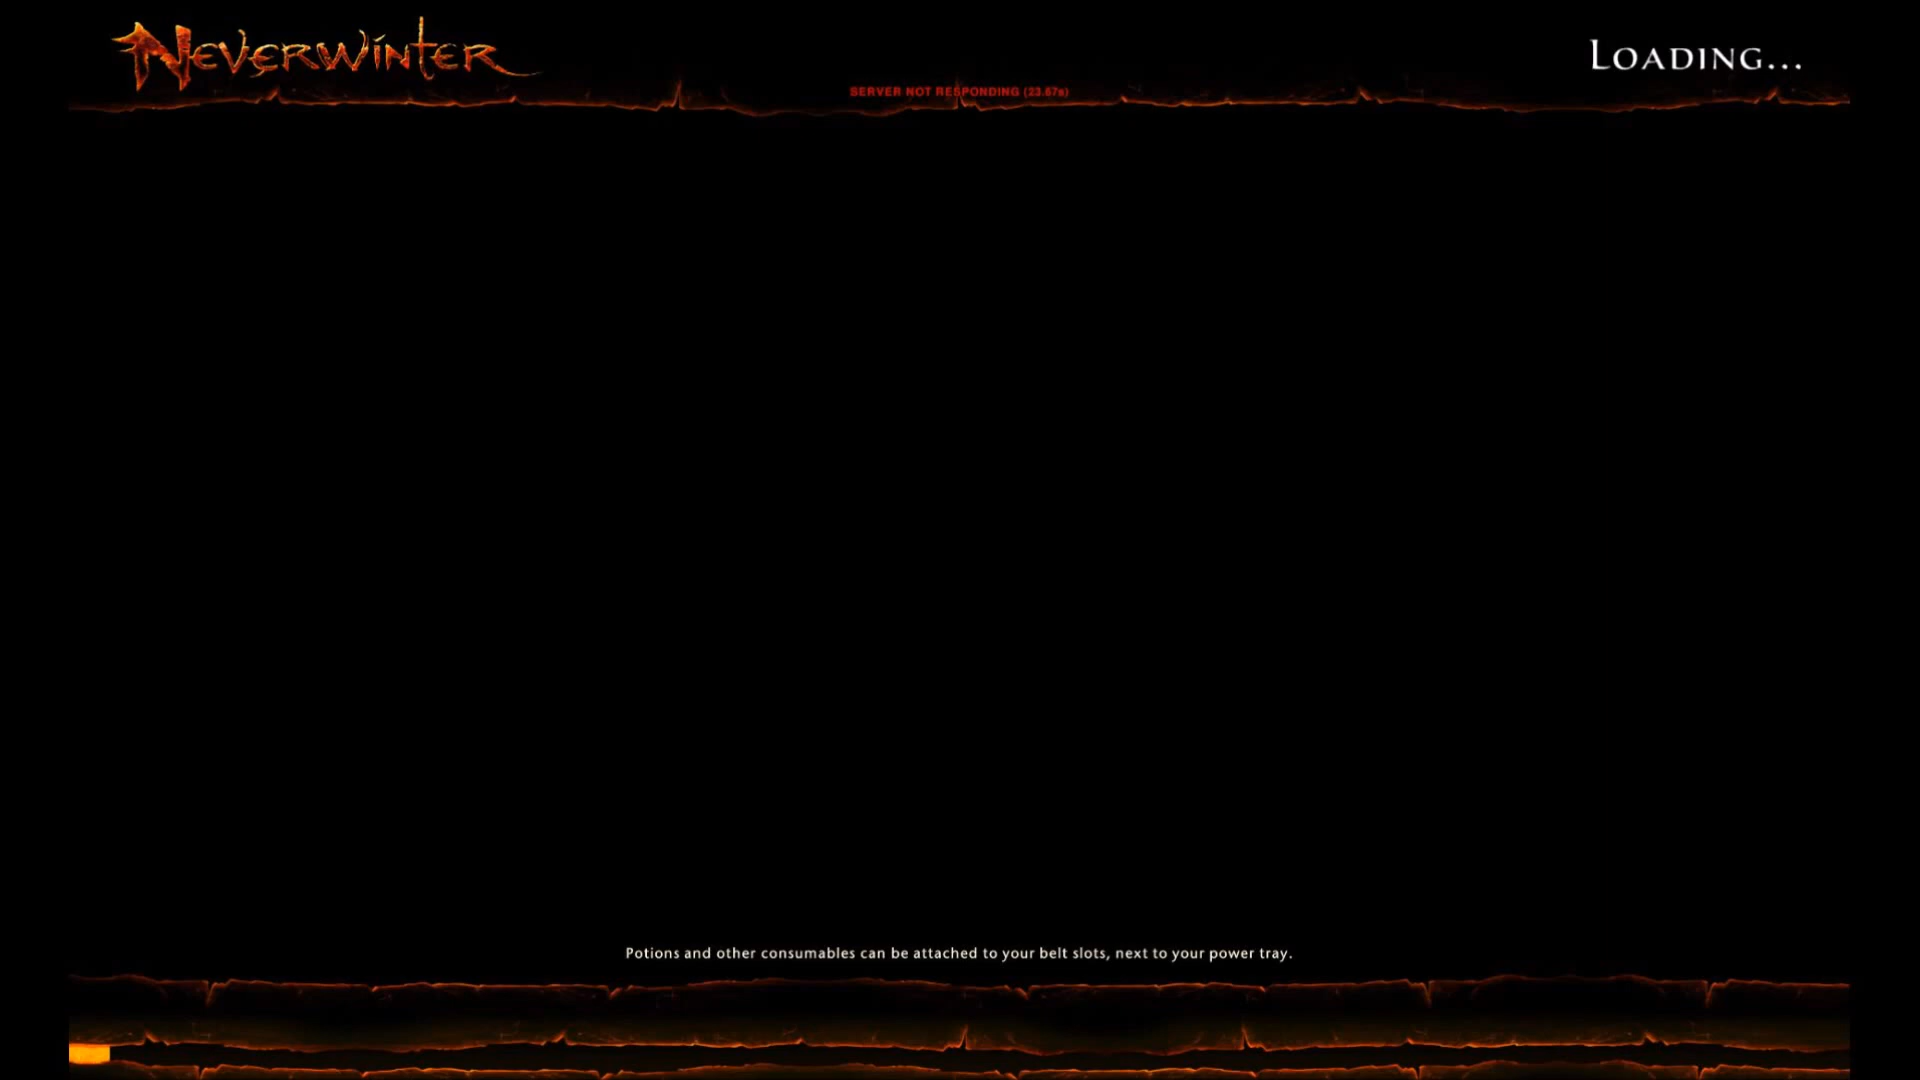 NEVERWINTER
LOADING...
SERVER NOT RESPONDING (23.67s)
Potions and other consumables can be attached to your belt slots, next to your power tray.